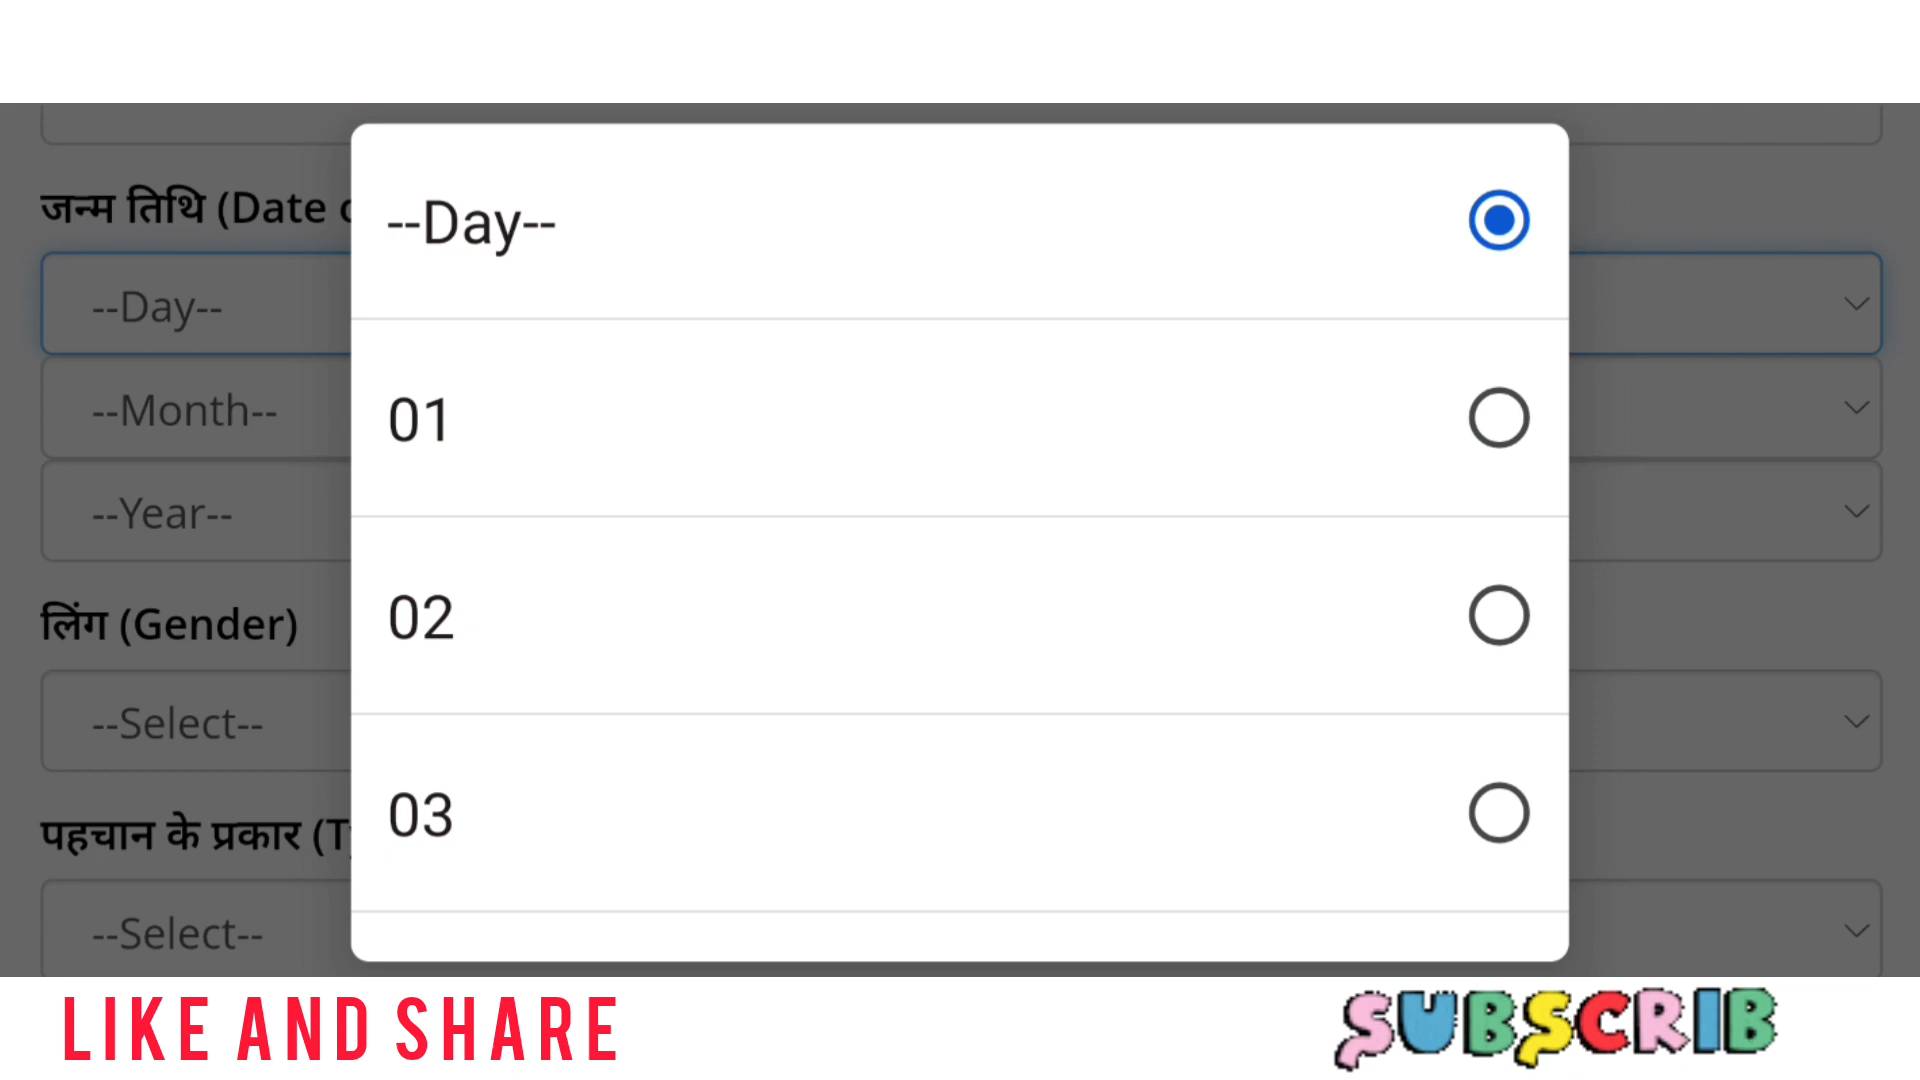 जन्म तिथि (Date
--Day--
--Month--
--Year--
लिंग (Gender)
--Select--
पहचान के प्रकार (T
--Select--
--Day--
01
02
03
LIKE AND SHARE
SUBSCRIB